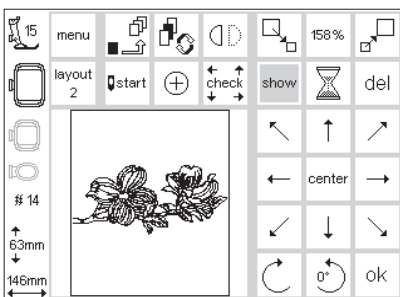 15 menu 158%
layout 2 start check show del
# 14
center
63mm
146mm 0° ok